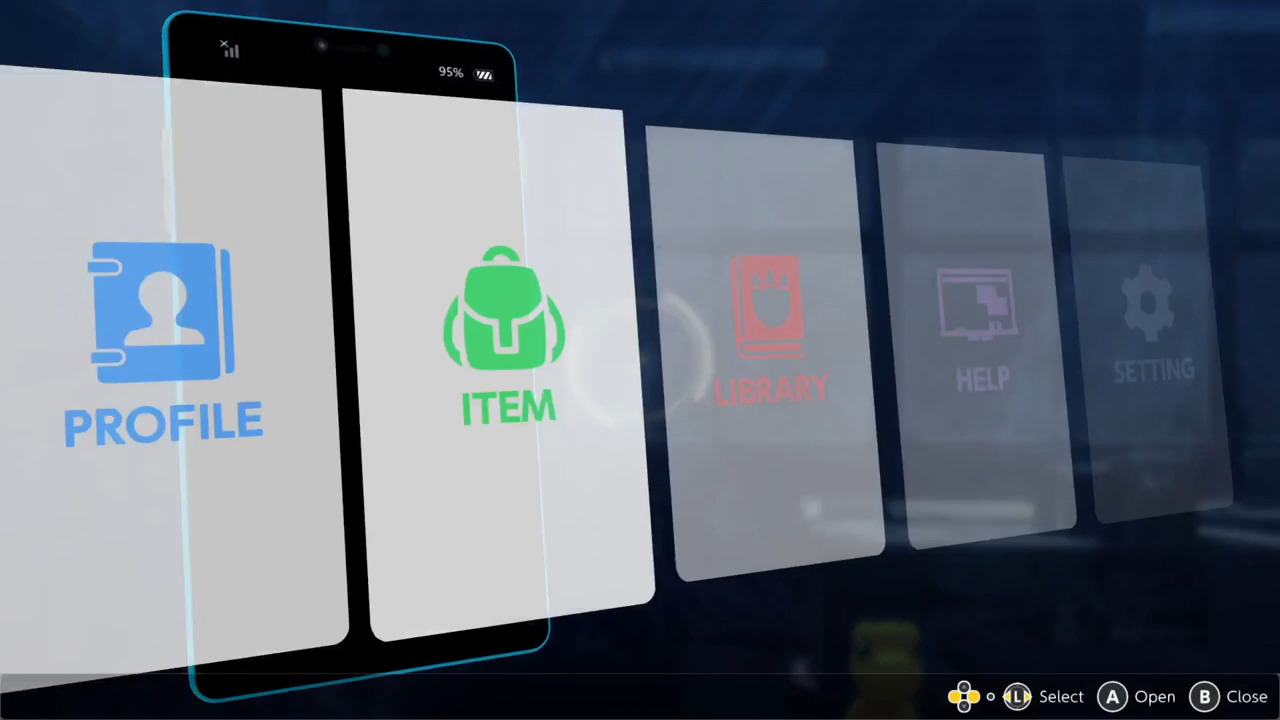 95%
PROFILE
ITEM
LIBRARY
HELP
SETTING
L Select A Open B Close